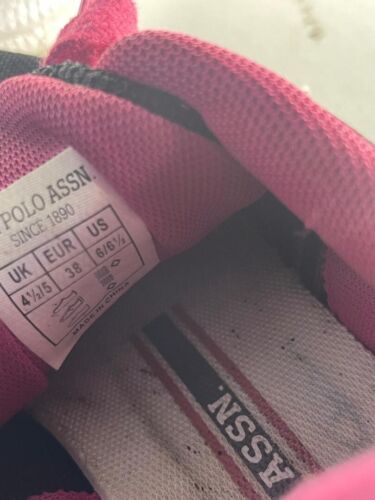 POLO ASSN.
SINCE 1890
UK EUR US
4½/5 38 6/6½
MADE IN CHINA
ASSN.